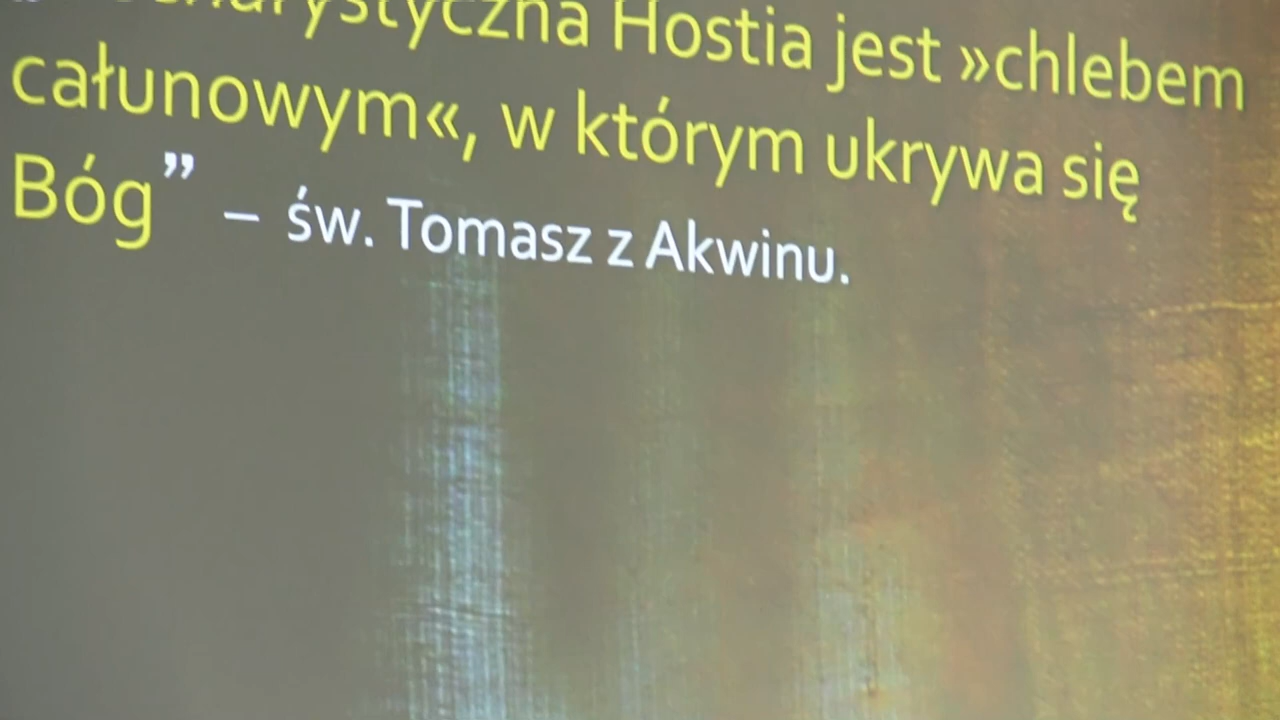 Hostia jest »chlebem
całunowym«, w którym ukrywa się
Bóg” – św. Tomasz z Akwinu.